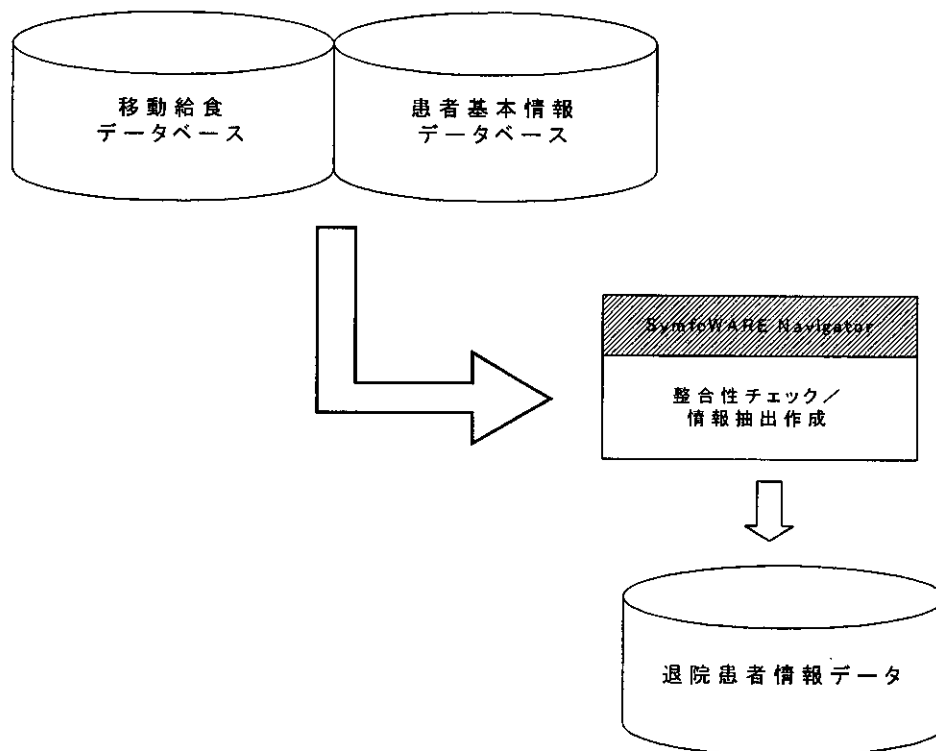 移動給食
データベース
患者基本情報
データベース
SymfoWARE Navigator
整合性チェック／
情報抽出作成
退院患者情報データ